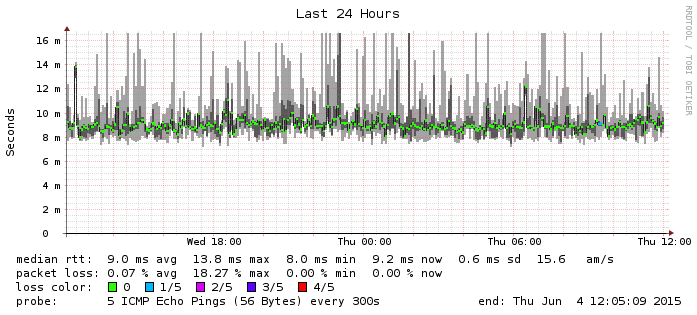 Last 24 Hours
RRDTOOL / TOBI OETIKER
Seconds
16 m
14 m
12 m
10 m
8 m
6 m
4 m
2 m
0
Wed 18:00 Thu 00:00 Thu 06:00 Thu 12:00
median rtt: 9.0 ms avg 13.8 ms max 8.0 ms min 9.2 ms now 0.6 ms sd 15.6 am/s
packet loss: 0.07 % avg 18.27 % max 0.00 % min 0.00 % now
loss color: 0 1/5 2/5 3/5 4/5
probe: 5 ICMP Echo Pings (56 Bytes) every 300s end: Thu Jun 4 12:05:09 2015